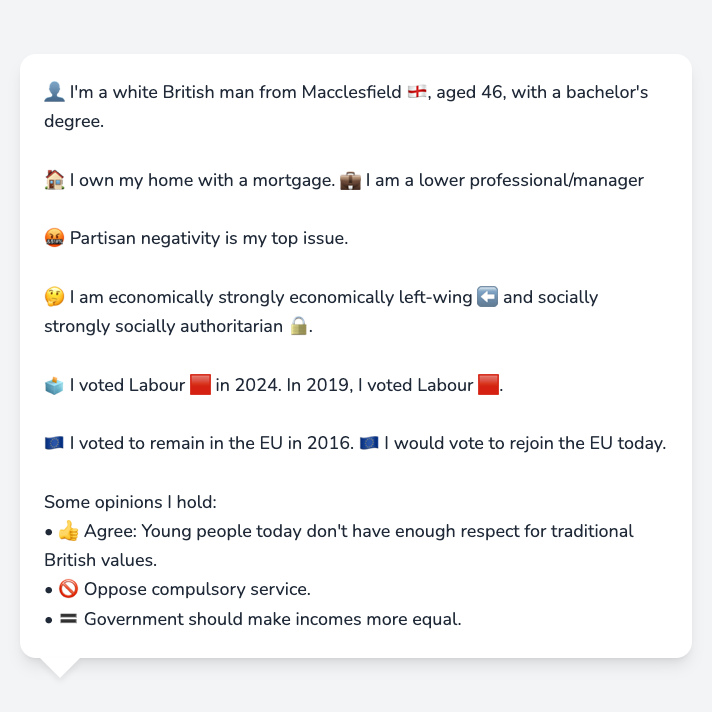 👤 I'm a white British man from Macclesfield 🏴󠁧󠁢󠁥󠁮󠁧󠁿, aged 46, with a bachelor's
degree.
🏠 I own my home with a mortgage. 💼 I am a lower professional/manager
🤬 Partisan negativity is my top issue.
🤔 I am economically strongly economically left-wing ⬅️ and socially
strongly socially authoritarian 🔒.
🗳️ I voted Labour 🟥 in 2024. In 2019, I voted Labour 🟥.
🇪🇺 I voted to remain in the EU in 2016. 🇪🇺 I would vote to rejoin the EU today.
Some opinions I hold:
• 👍 Agree: Young people today don't have enough respect for traditional
British values.
• 🚫 Oppose compulsory service.
• 🟰 Government should make incomes more equal.